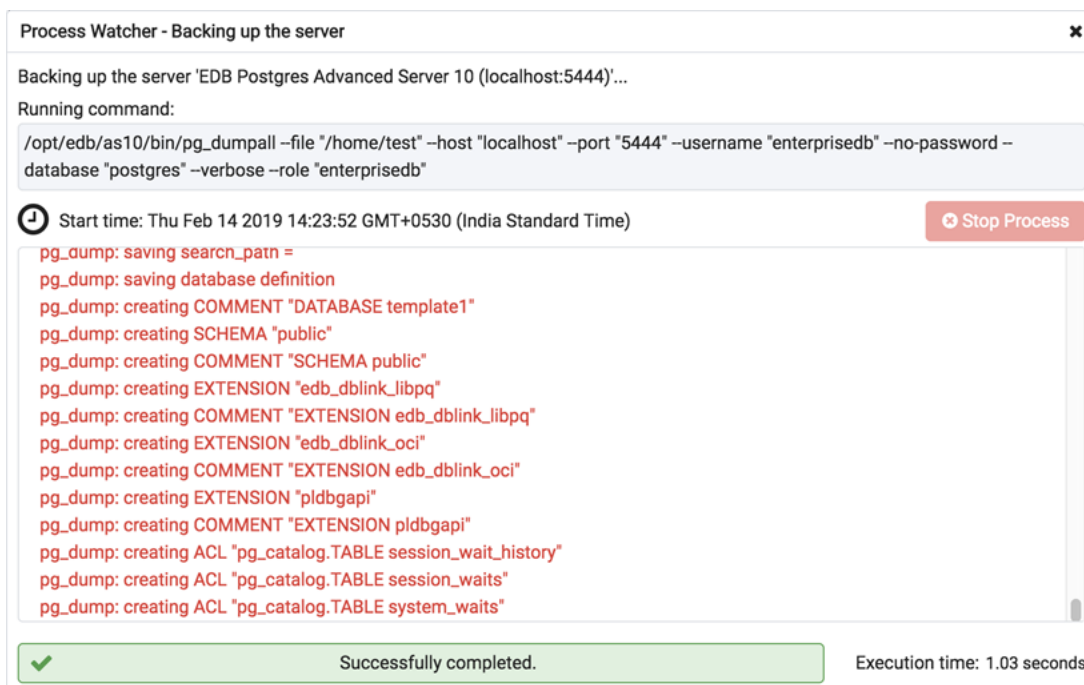 Process Watcher - Backing up the server
Backing up the server 'EDB Postgres Advanced Server 10 (localhost:5444)'...
Running command:
/opt/edb/as10/bin/pg_dumpall --file "/home/test" --host "localhost" --port "5444" --username "enterprisedb" --no-password --
database "postgres" --verbose --role "enterprisedb"
Start time: Thu Feb 14 2019 14:23:52 GMT+0530 (India Standard Time)
Stop Process
pg_dump: saving search_path =
pg_dump: saving database definition
pg_dump: creating COMMENT "DATABASE template1"
pg_dump: creating SCHEMA "public"
pg_dump: creating COMMENT "SCHEMA public"
pg_dump: creating EXTENSION "edb_dblink_libpq"
pg_dump: creating COMMENT "EXTENSION edb_dblink_libpq"
pg_dump: creating EXTENSION "edb_dblink_oci"
pg_dump: creating COMMENT "EXTENSION edb_dblink_oci"
pg_dump: creating EXTENSION "pldbgapi"
pg_dump: creating COMMENT "EXTENSION pldbgapi"
pg_dump: creating ACL "pg_catalog.TABLE session_wait_history"
pg_dump: creating ACL "pg_catalog.TABLE session_waits"
pg_dump: creating ACL "pg_catalog.TABLE system_waits"
Successfully completed.
Execution time: 1.03 seconds